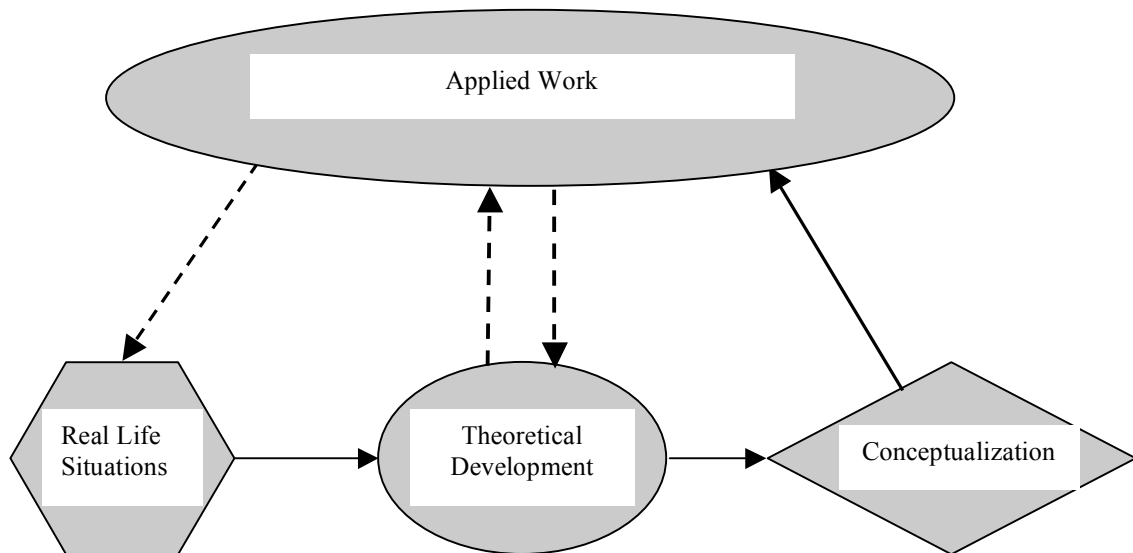 Applied Work
Real Life
Situations
Theoretical
Development
Conceptualization